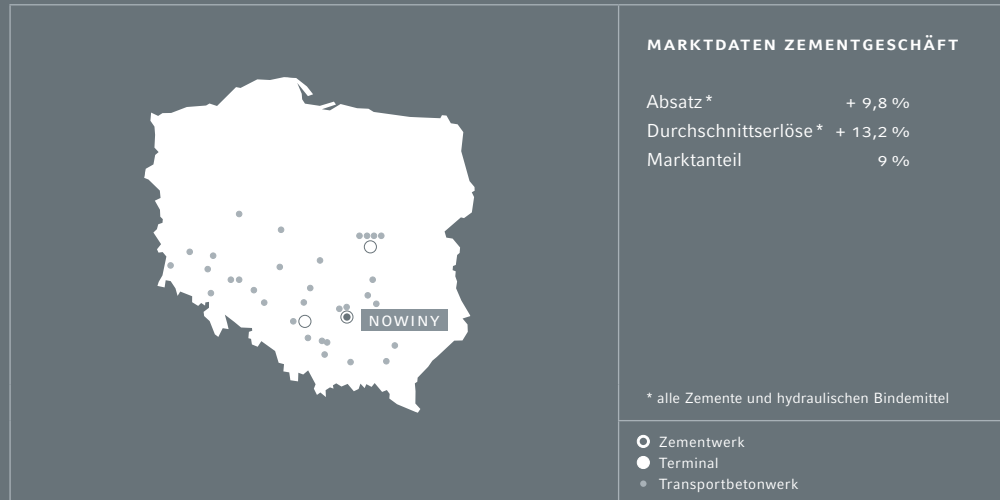 MARKTDATEN ZEMENTGESCHÄFT
Absatz * + 9,8 %
Durchschnittserlöse * + 13,2 %
Marktanteil 9 %
NOWINY
* alle Zemente und hydraulischen Bindemittel
Zementwerk
Terminal
Transportbetonwerk